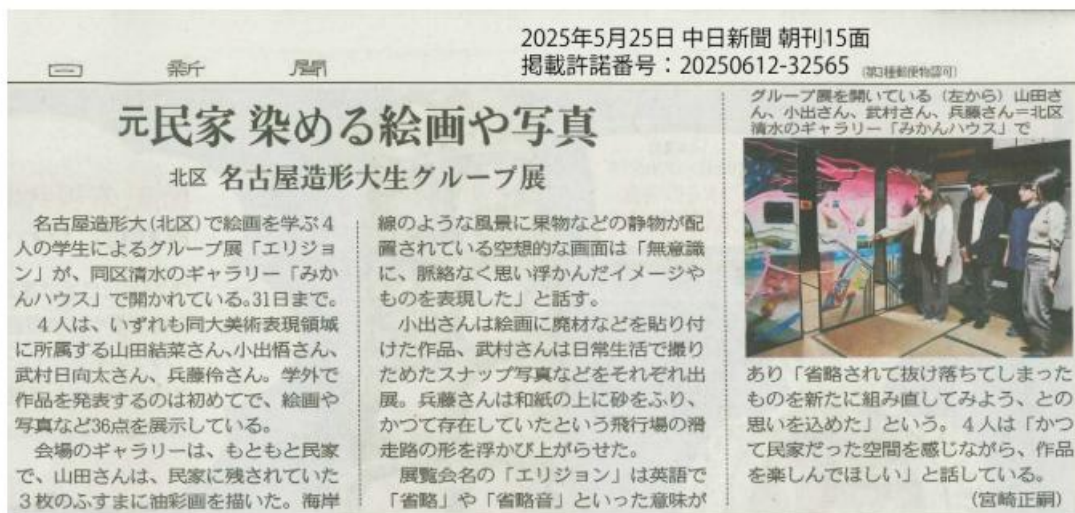 日 新 聞
2025年5月25日 中日新聞 朝刊15面
掲載許諾番号：20250612-32565
(第3種郵便物認可)
元民家 染める絵画や写真
北区 名古屋造形大生グループ展
名古屋造形大(北区)で絵画を学ぶ４
人の学生によるグループ展「エリジョ
ン」が、同区清水のギャラリー「みか
んハウス」で開かれている。31日まで。
４人は、いずれも同大美術表現領域
に所属する山田結菜さん、小出悟さん、
武村日向太さん、兵藤伶さん。学外で
作品を発表するのは初めてで、絵画や
写真など36点を展示している。
会場のギャラリーは、もともと民家
で、山田さんは、民家に残されていた
３枚のふすまに油彩画を描いた。海岸
線のような風景に果物などの静物が配
置されている空想的な画面は「無意識
に、脈絡なく思い浮かんだイメージや
ものを表現した」と話す。
小出さんは絵画に廃材などを貼り付
けた作品、武村さんは日常生活で撮り
ためたスナップ写真などをそれぞれ出
展。兵藤さんは和紙の上に砂をふり、
かつて存在していたという飛行場の滑
走路の形を浮かび上がらせた。
展覧会名の「エリジョン」は英語で
「省略」や「省略音」といった意味が
グループ展を開いている（左から）山田さ
ん、小出さん、武村さん、兵藤さん＝北区
清水のギャラリー「みかんハウス」で
あり「省略されて抜け落ちてしまった
ものを新たに組み直してみよう、との
思いを込めた」という。４人は「かつ
て民家だった空間を感じながら、作品
を楽しんでほしい」と話している。
（宮崎正嗣）